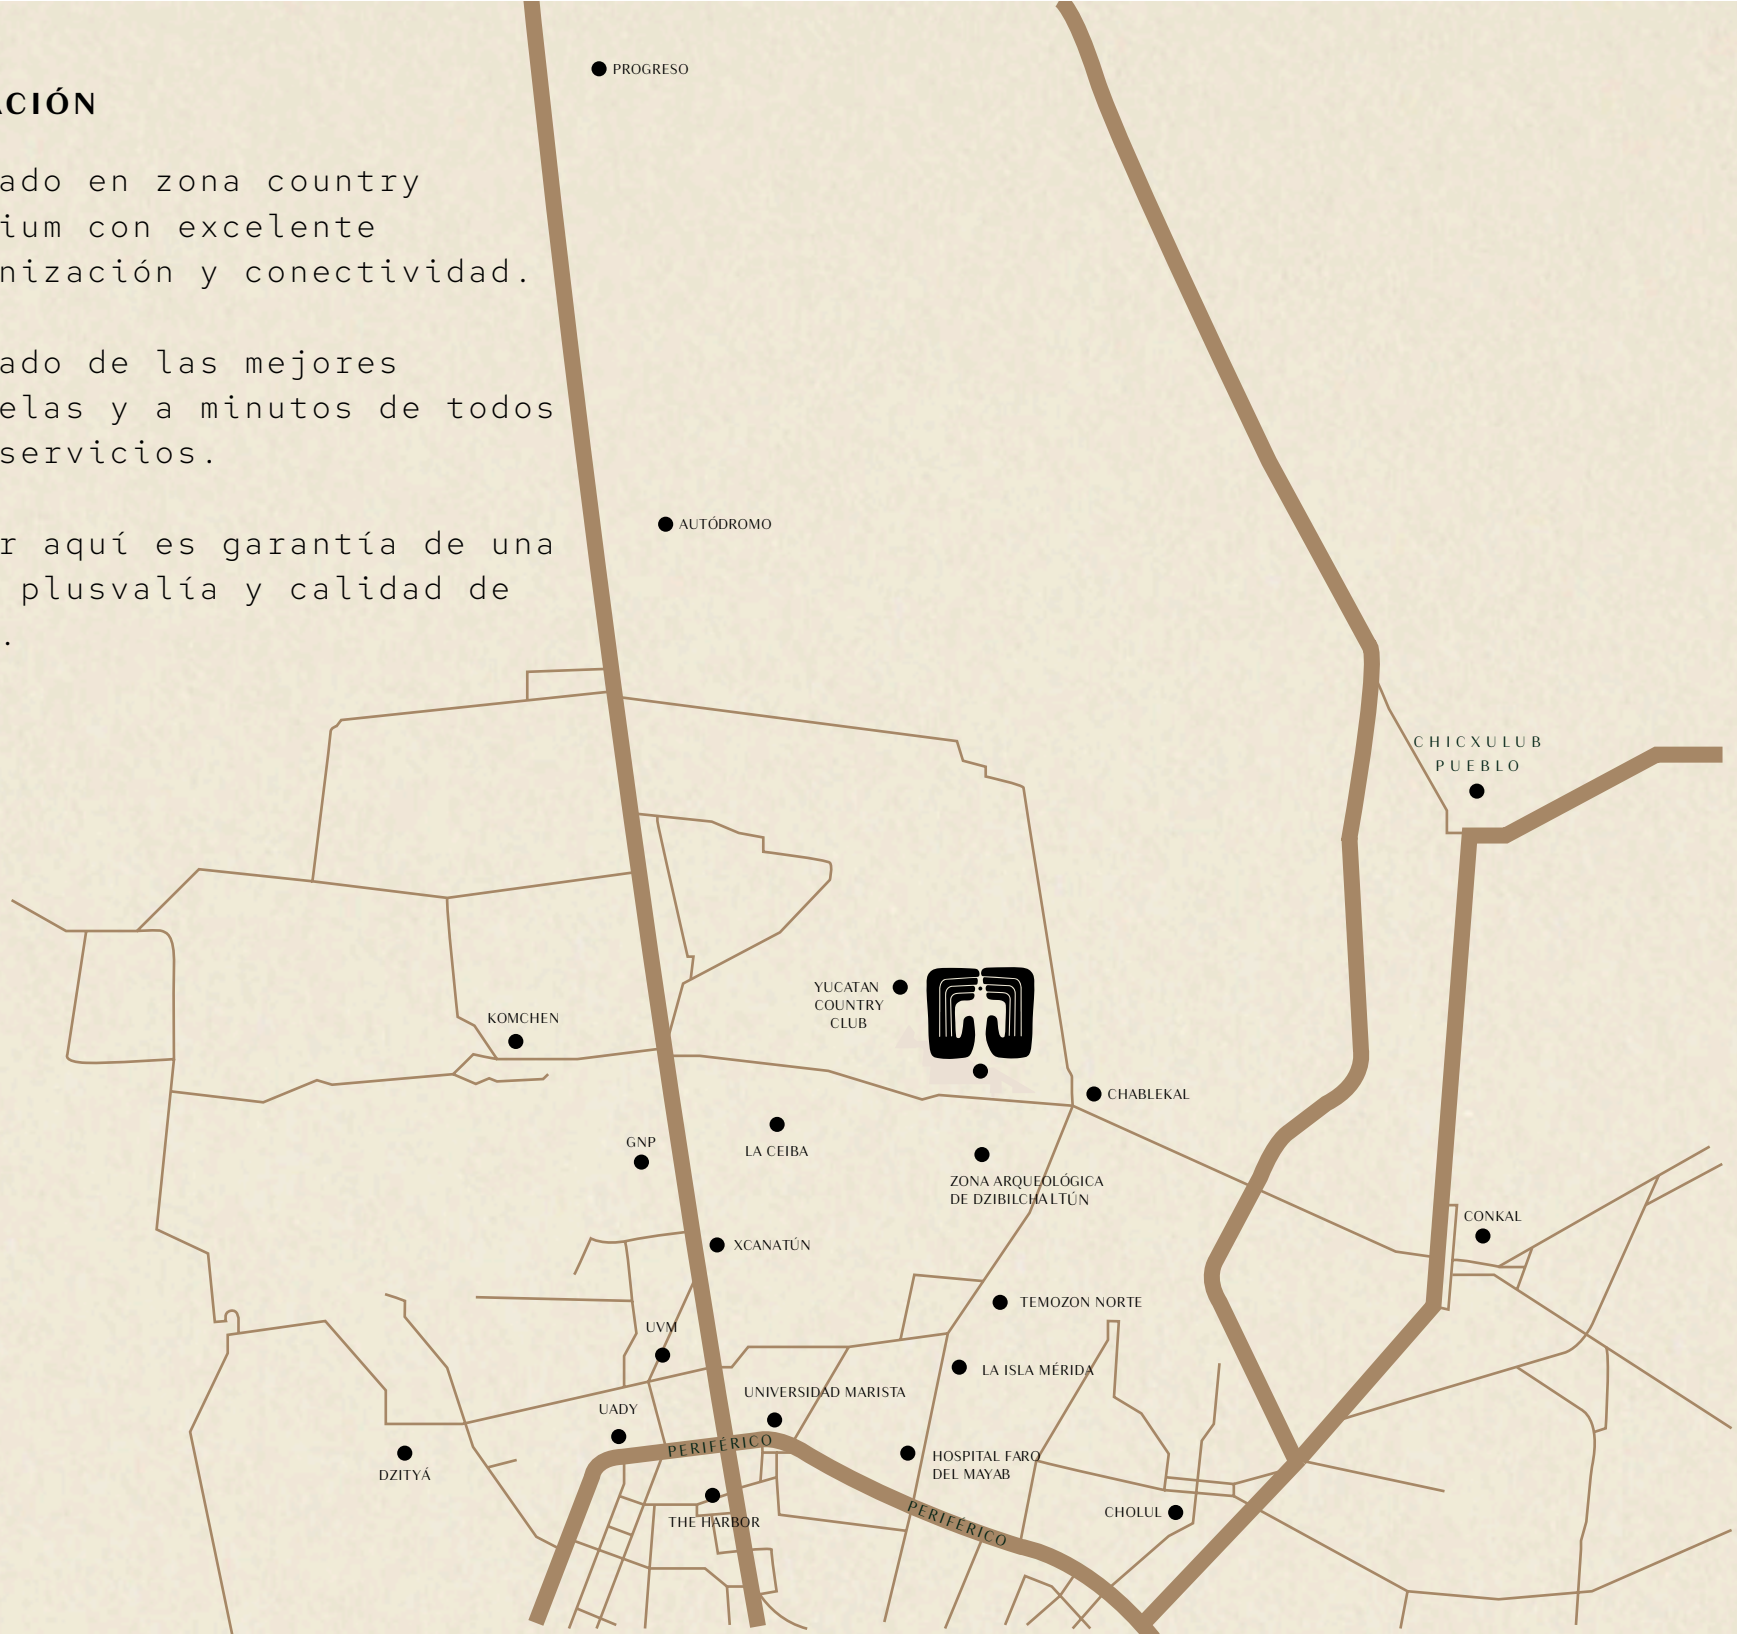 ACIÓN
ado en zona country
ium con excelente
nización y conectividad.
ado de las mejores
elas y a minutos de todos
servicios.
r aquí es garantía de una
plusvalía y calidad de
.
PROGRESO
AUTÓDROMO
CHICXULUB
PUEBLO
YUCATAN
COUNTRY
CLUB
KOMCHEN
CHABLEKAL
GNP
LA CEIBA
ZONA ARQUEOLÓGICA
DE DZIBILCHALTÚN
CONKAL
XCANATÚN
TEMOZON NORTE
UVM
LA ISLA MÉRIDA
UNIVERSIDAD MARISTA
UADY
PERIFÉRICO
DZITYÁ
HOSPITAL FARO
DEL MAYAB
PERIFÉRICO
CHOLUL
THE HARBOR